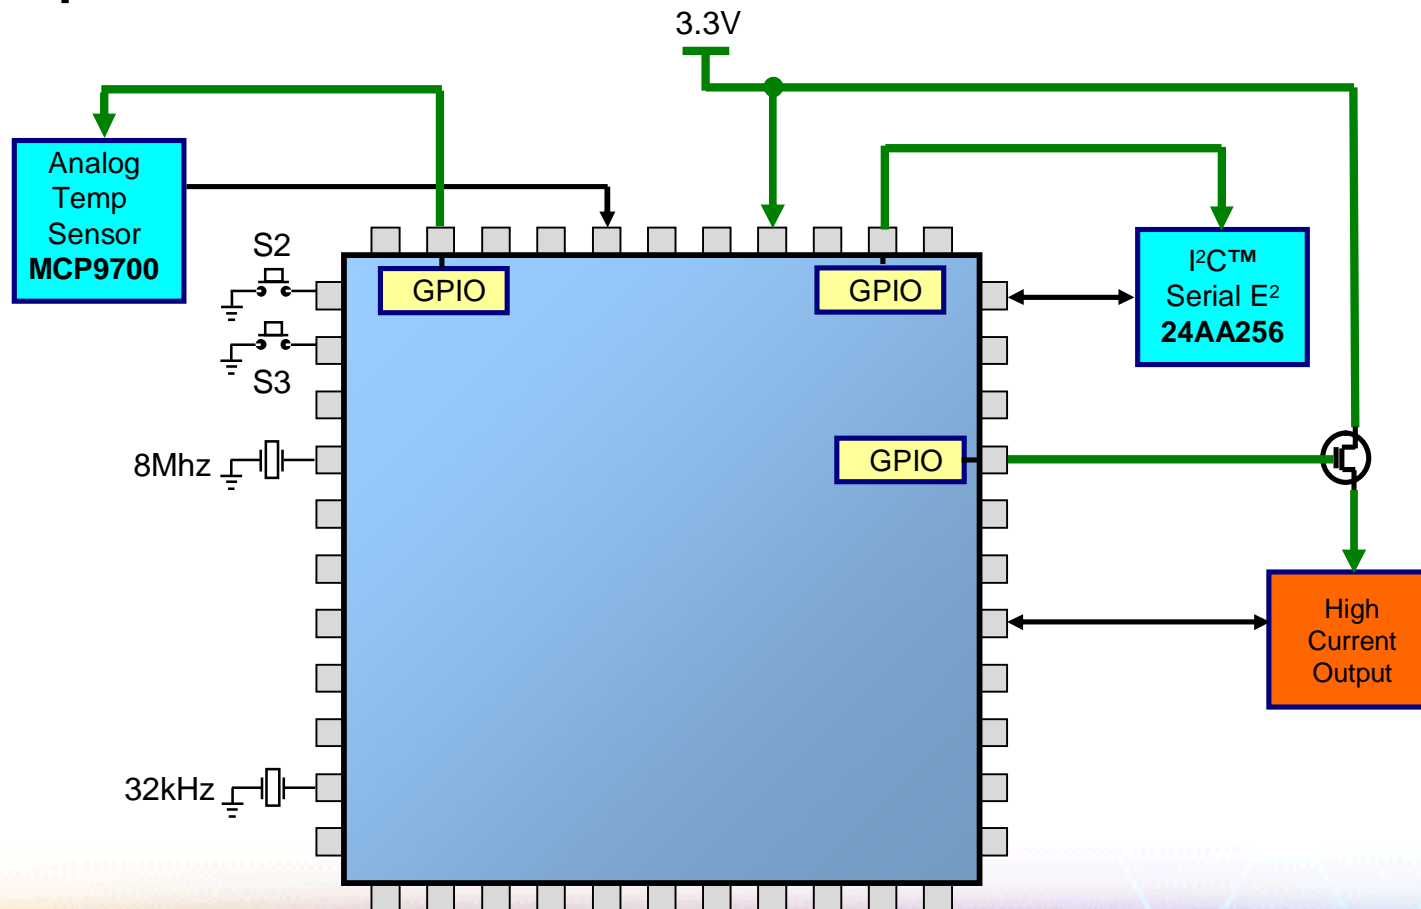 3.3V
Analog
Temp
Sensor
MCP9700
S2
S3
GPIO
GPIO
I²C™
Serial E²
24AA256
8Mhz
GPIO
High
Current
Output
32kHz